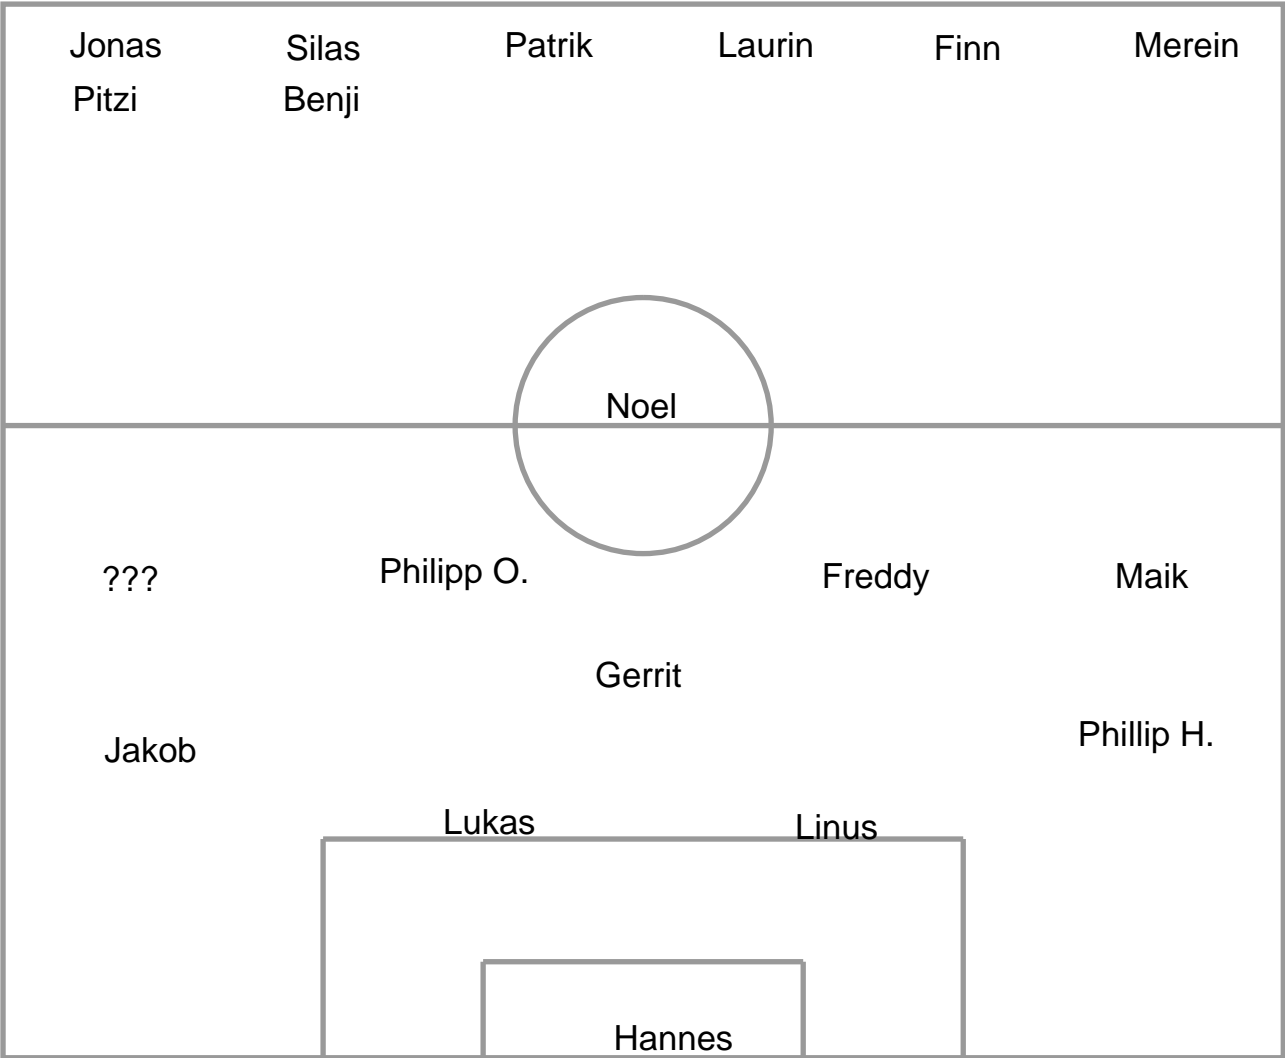 Jonas Silas Patrik Laurin Finn Merein
Pitzi Benji
Noel
??? Philipp O. Freddy Maik
Gerrit
Jakob Phillip H.
Lukas Linus
Hannes